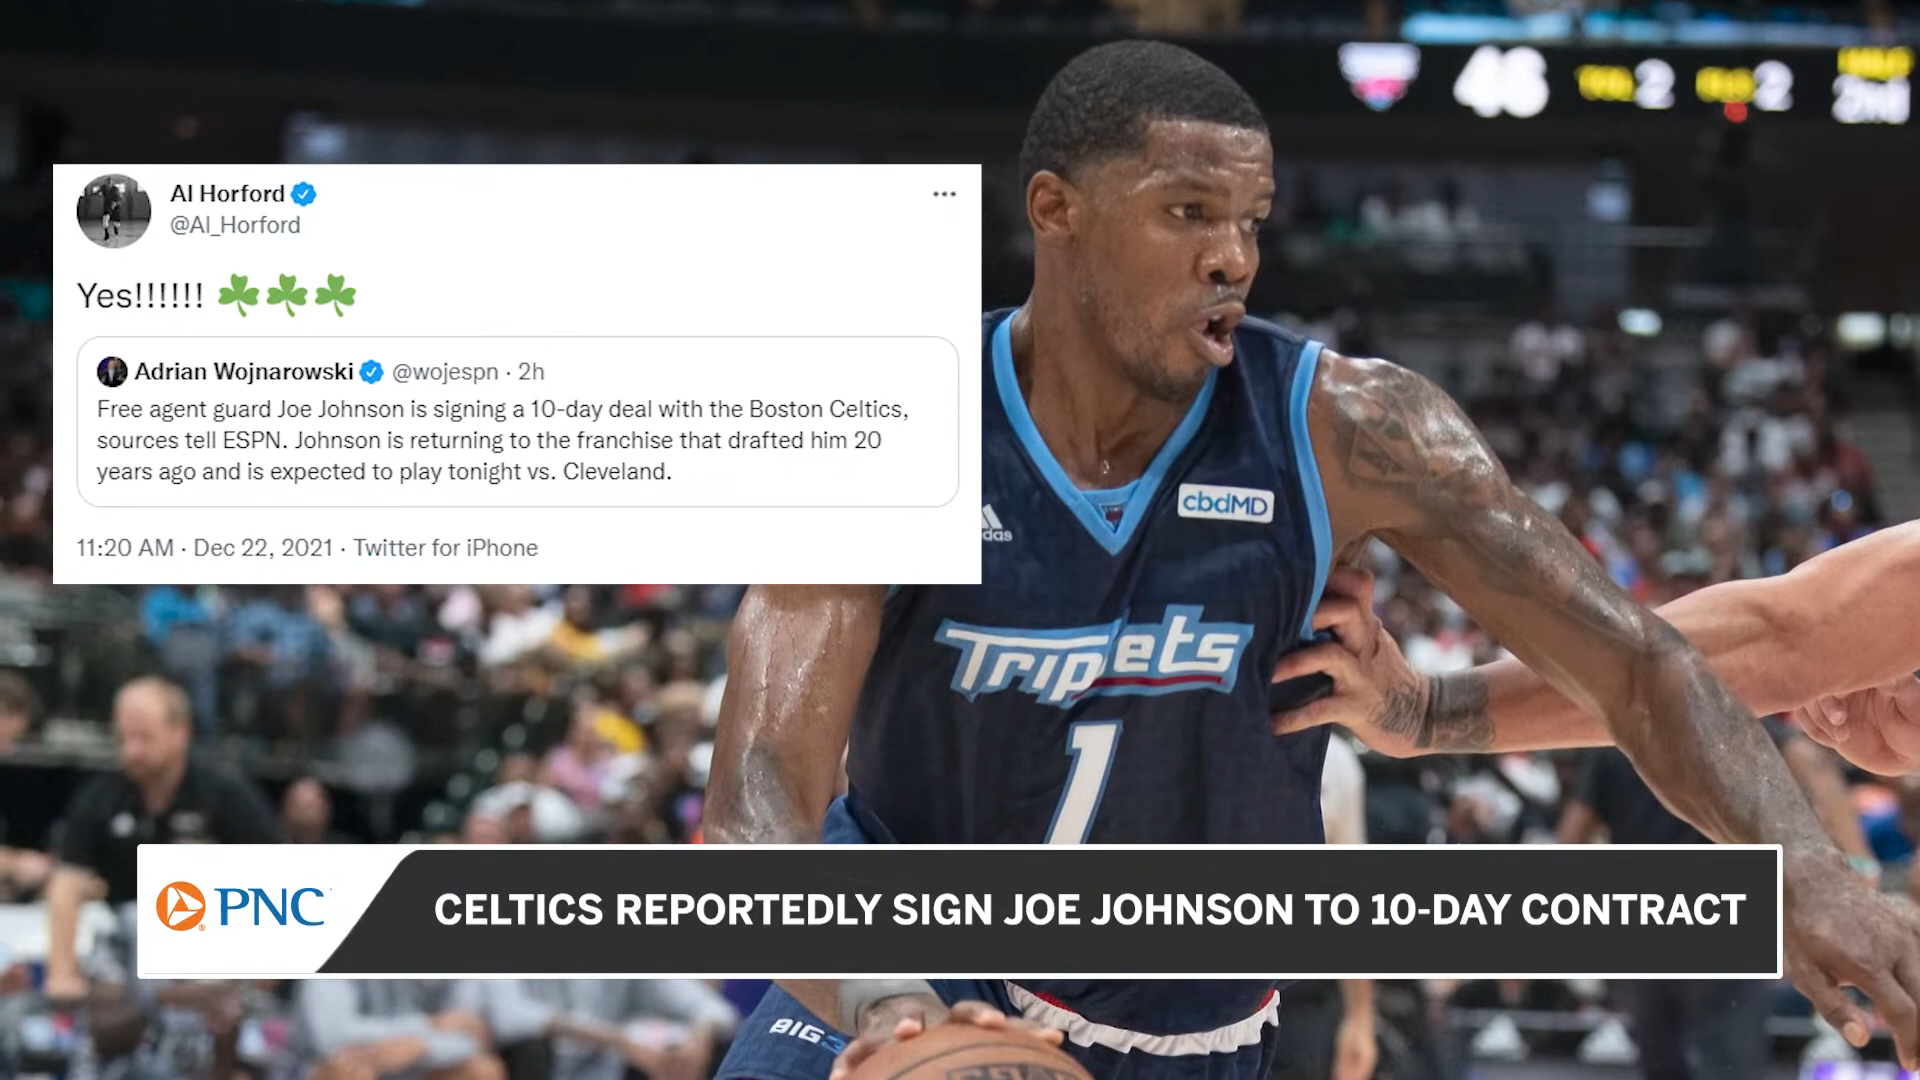 46
2
2
2nd
Al Horford
@Al_Horford
Yes!!!!!! ☘☘☘
Adrian Wojnarowski @wojespn · 2h
Free agent guard Joe Johnson is signing a 10-day deal with the Boston Celtics,
sources tell ESPN. Johnson is returning to the franchise that drafted him 20
years ago and is expected to play tonight vs. Cleveland.
11:20 AM · Dec 22, 2021 · Twitter for iPhone
cbdMD
das
Triplets
1
PNC
CELTICS REPORTEDLY SIGN JOE JOHNSON TO 10-DAY CONTRACT
BIG3